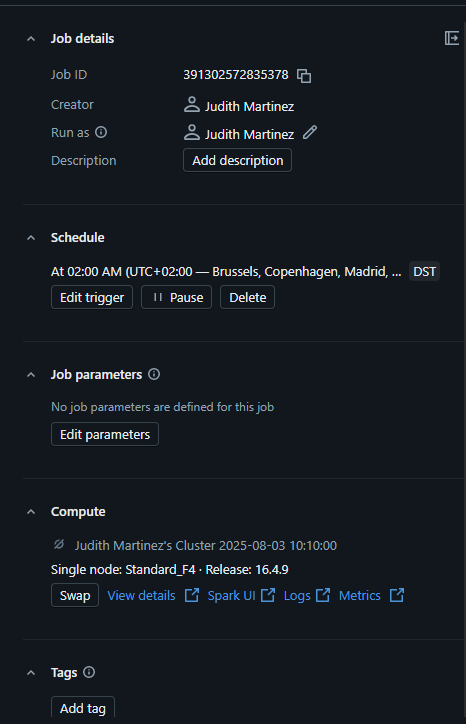 Job details
Job ID 391302572835378
Creator Judith Martinez
Run as Judith Martinez
Description Add description
Schedule
At 02:00 AM (UTC+02:00 — Brussels, Copenhagen, Madrid, ... DST
Edit trigger Pause Delete
Job parameters
No job parameters are defined for this job
Edit parameters
Compute
Judith Martinez's Cluster 2025-08-03 10:10:00
Single node: Standard_F4 · Release: 16.4.9
Swap View details Spark UI Logs Metrics
Tags
Add tag